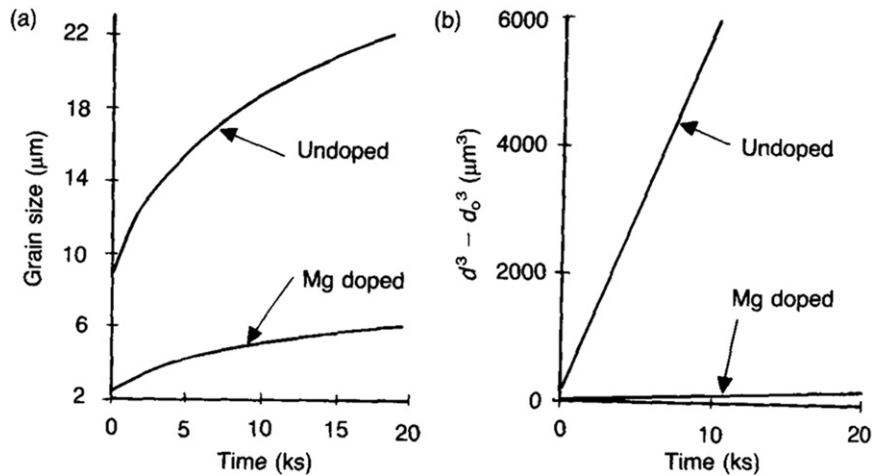 (a)
22
18
14
10
6
2
Grain size (μm)
Undoped
Mg doped
0 5 10 15 20
Time (ks)
(b)
6000
4000
2000
0
d³ − dₒ³ (μm³)
Undoped
Mg doped
0 10 20
Time (ks)